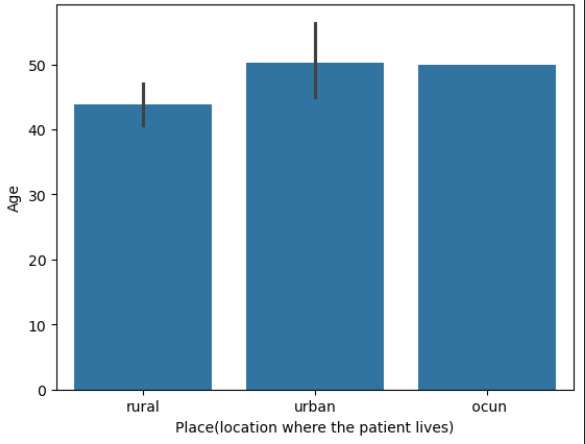 50
40
30
20
10
0
Age
rural urban ocun
Place(location where the patient lives)